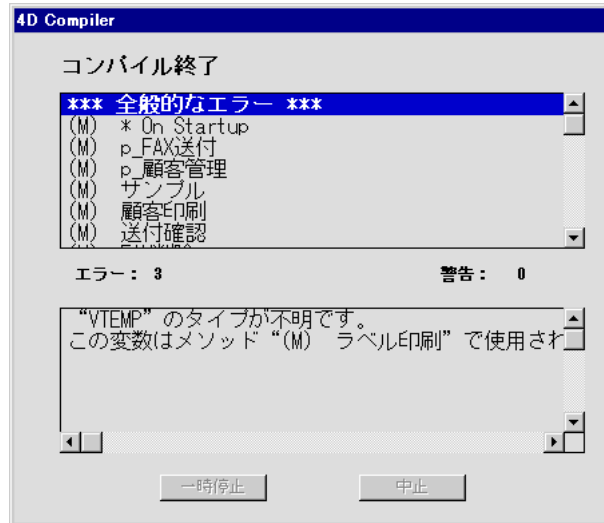 4D Compiler
コンパイル終了
*** 全般的なエラー ***
(M) * On Startup
(M) p_FAX送付
(M) p_顧客管理
(M) サンプル
(M) 顧客印刷
(M) 送付確認
エラー： 3 警告： 0
“VTEMP”のタイプが不明です。
この変数はメソッド“(M) ラベル印刷”で使用され
一時停止 中止